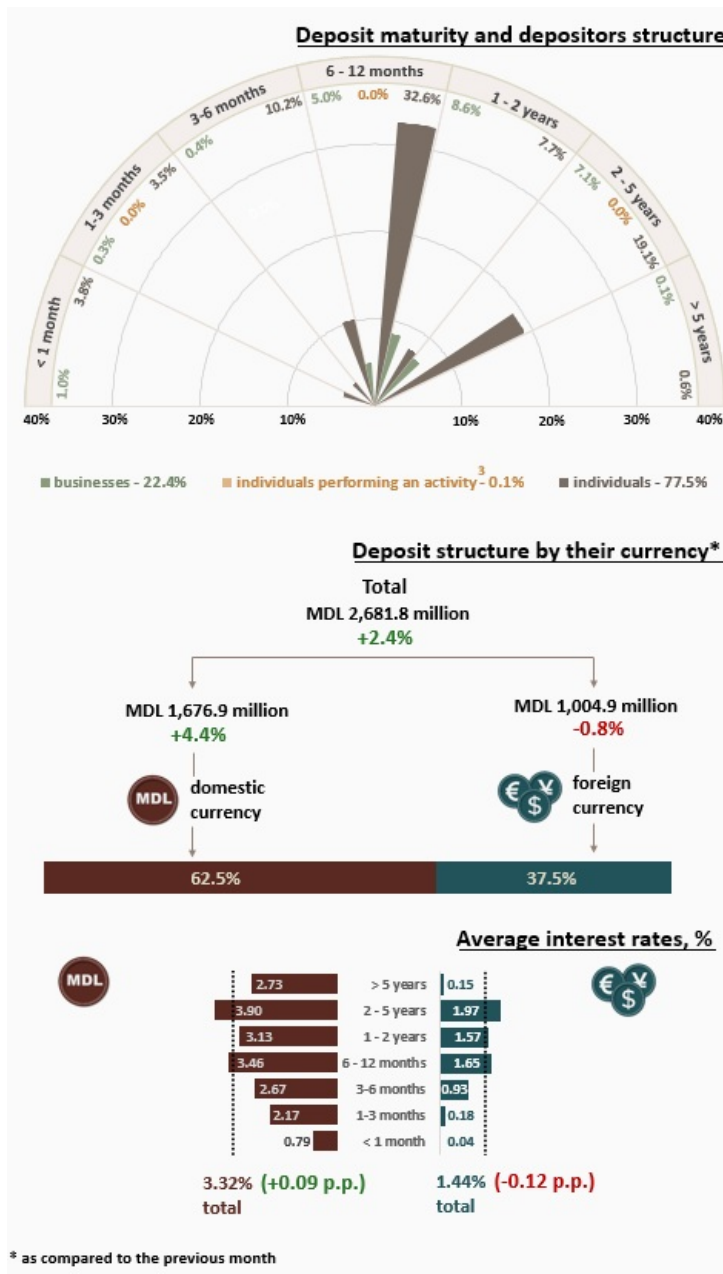 Deposit maturity and depositors structure
6 - 12 months
3-6 months
1 - 2 years
10.2% 5.0% 0.0% 32.6% 8.6%
0.4%
7.7%
1-3 months
3.5%
7.1%
2 - 5 years
0.0%
0.0%
0.3%
19.1%
3.8%
0.1%
< 1 month
> 5 years
1.0%
0.6%
40% 30% 20% 10% 10% 20% 30% 40%
businesses - 22.4% individuals performing an activity 3 - 0.1% individuals - 77.5%
Deposit structure by their currency*
Total
MDL 2,681.8 million
+2.4%
MDL 1,676.9 million MDL 1,004.9 million
+4.4% -0.8%
MDL domestic € ¥ $ foreign
currency currency
62.5% 37.5%
Average interest rates, %
MDL € ¥ $
2.73 > 5 years 0.15
3.90 2 - 5 years 1.97
3.13 1 - 2 years 1.57
3.46 6 - 12 months 1.65
2.67 3-6 months 0.93
2.17 1-3 months 0.18
0.79 < 1 month 0.04
3.32% (+0.09 p.p.) 1.44% (-0.12 p.p.)
total total
* as compared to the previous month